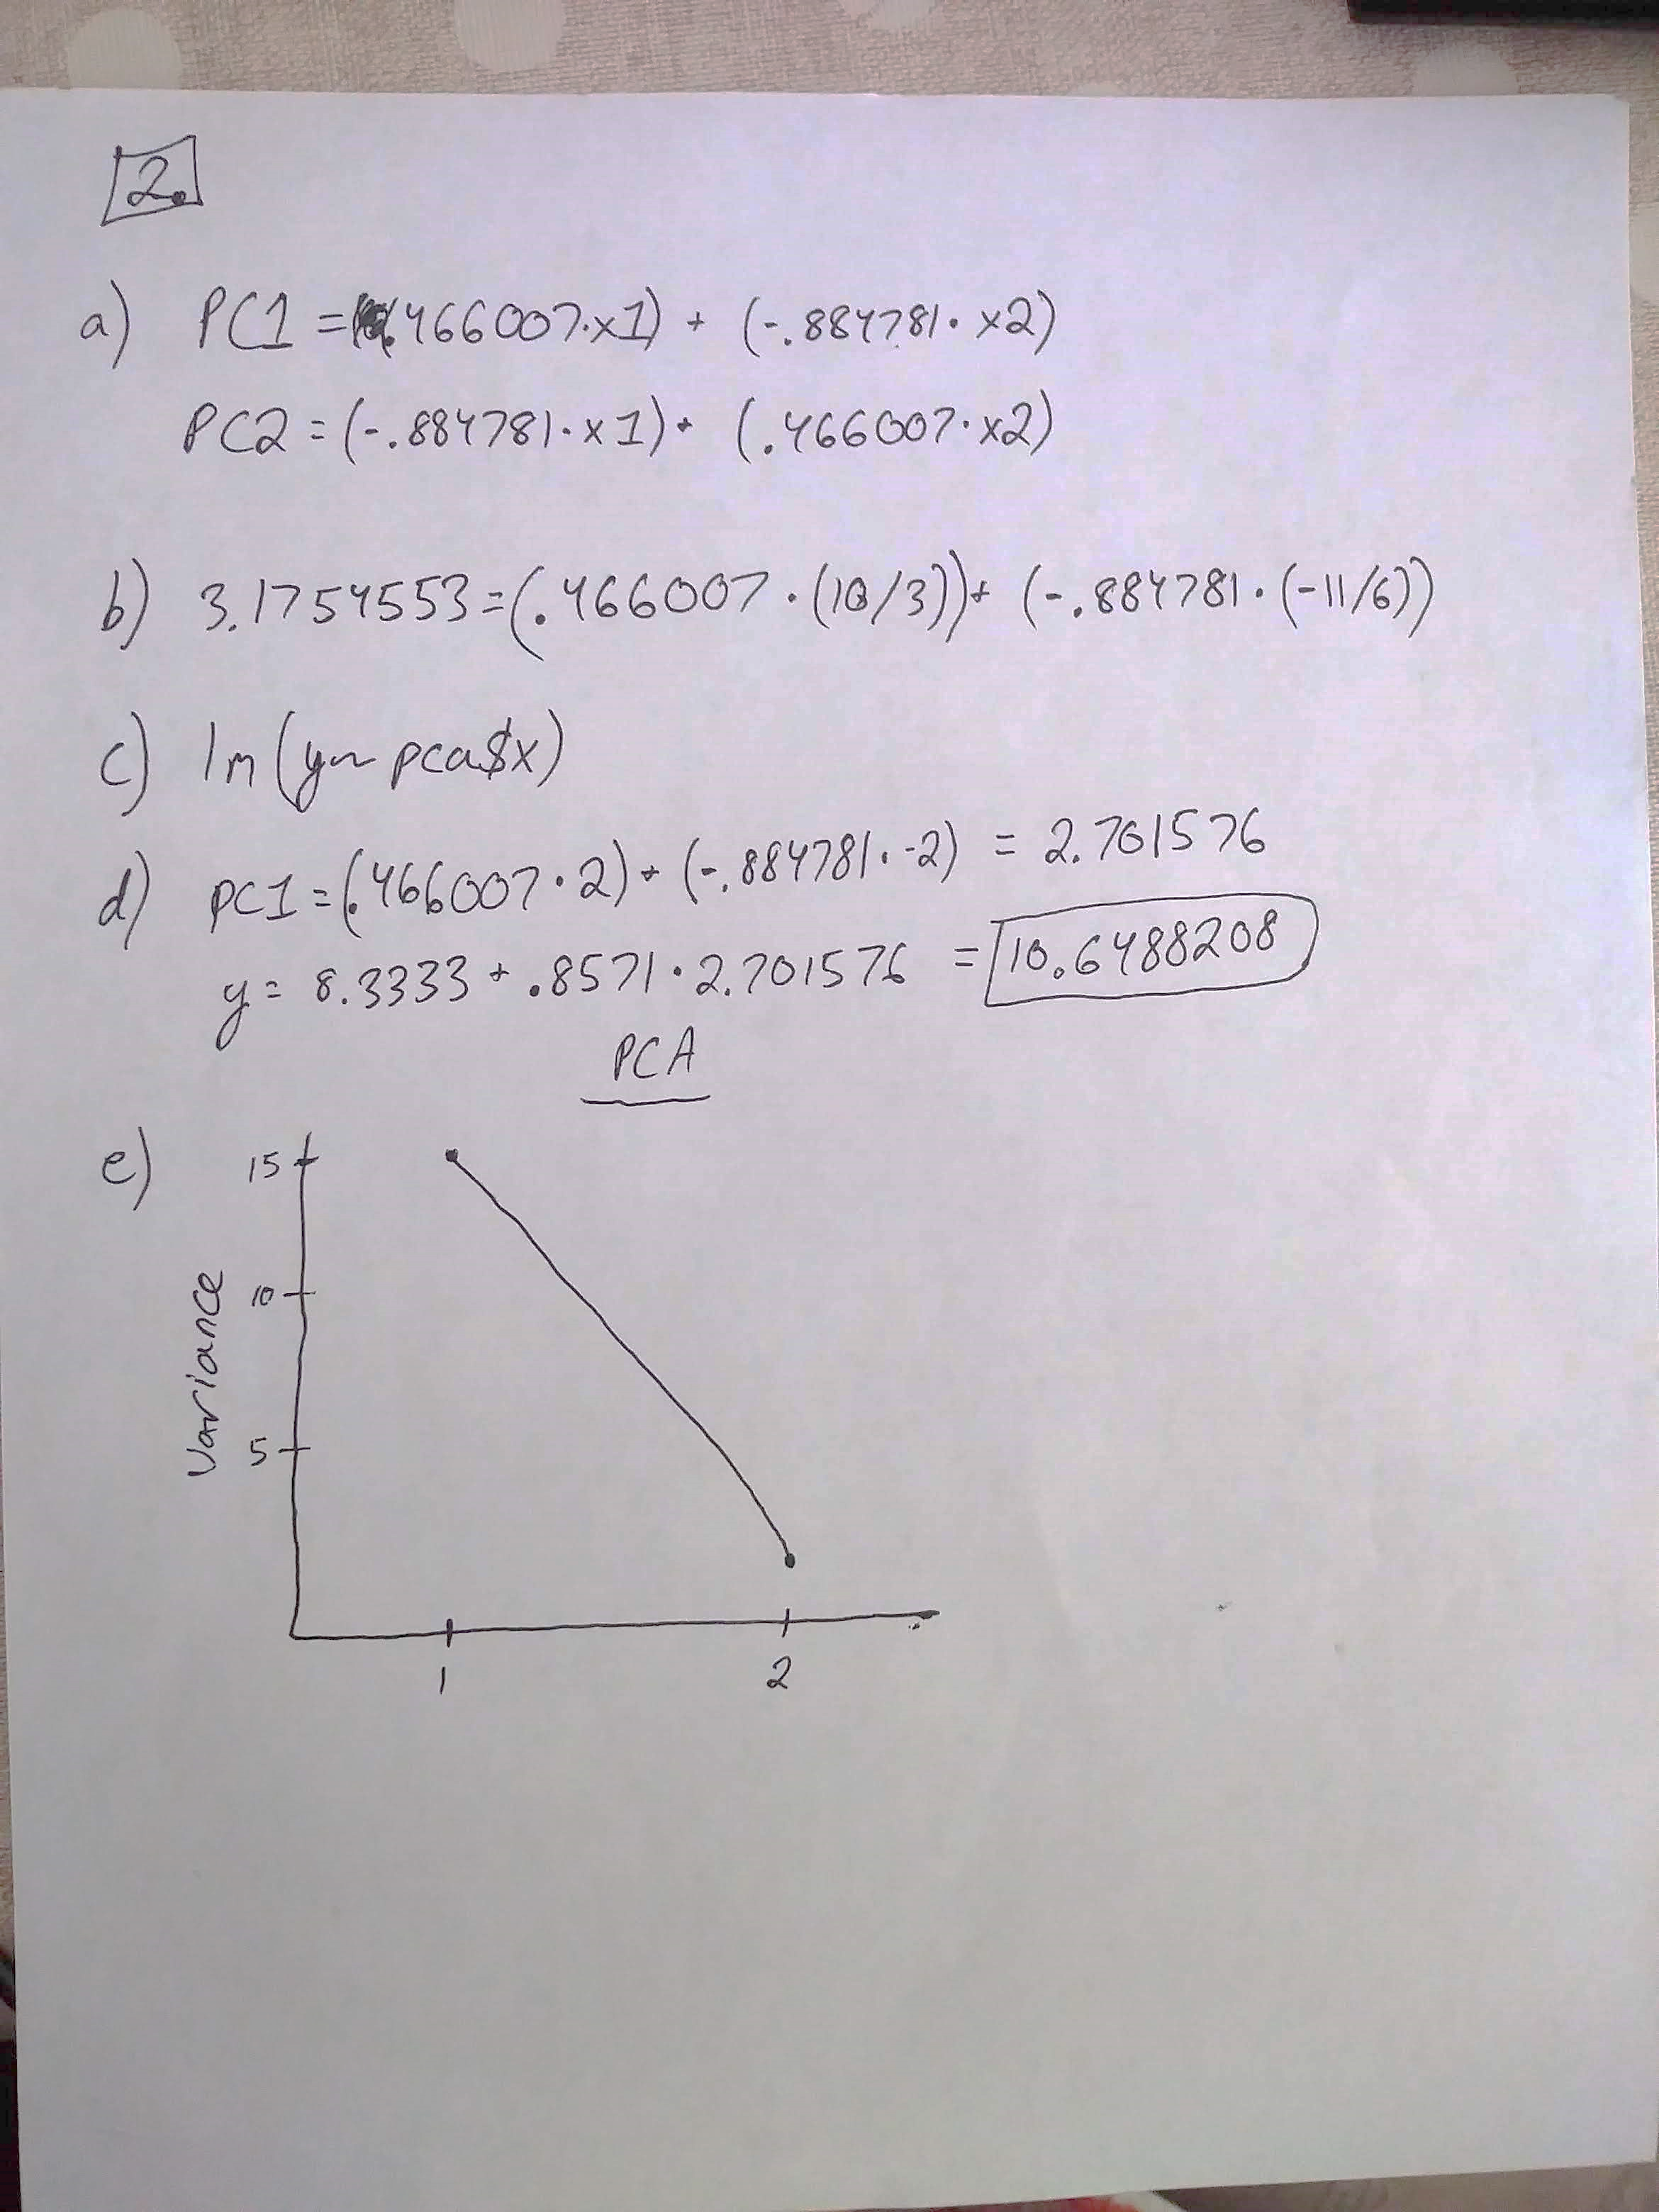 2.
a) PC1 = (.466007·x1) + (-.884781·x2)
PC2 = (-.884781·x1) + (.466007·x2)
b) 3.1754553 = (.466007·(10/3)) + (-.884781·(-11/6))
c) lm(y~pca$x)
d) PC1 = (.466007·2) + (-.884781·-2) = 2.701576
y = 8.3333 + .8571·2.701576 = 10.6488208
PCA
e)
15
10
5
Variance
1 2